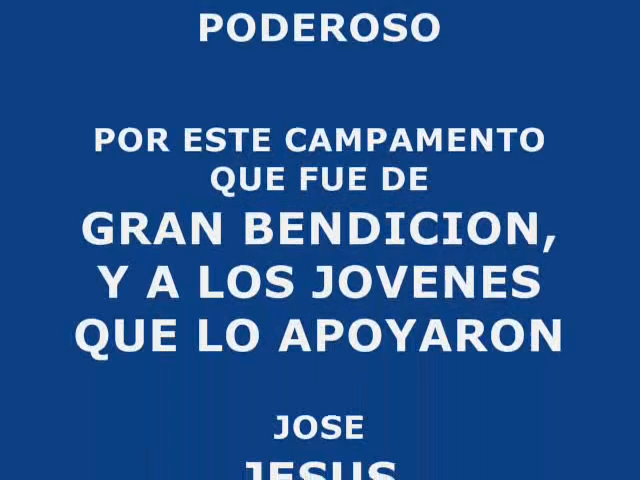 PODEROSO
POR ESTE CAMPAMENTO
QUE FUE DE
GRAN BENDICION,
Y A LOS JOVENES
QUE LO APOYARON
JOSE
JESUS